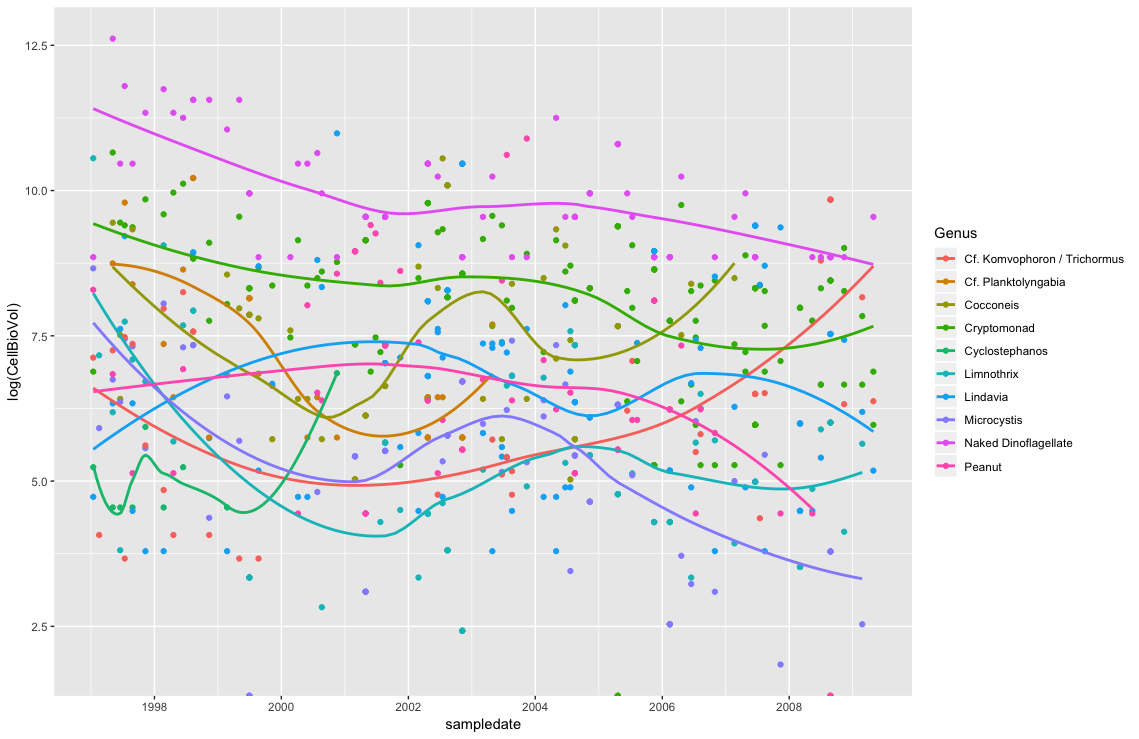 12.5
10.0
7.5
5.0
2.5
log(CellBioVol)
1998 2000 2002 2004 2006 2008
sampledate
Genus
Cf. Komvophoron / Trichormus
Cf. Planktolyngabia
Cocconeis
Cryptomonad
Cyclostephanos
Limnothrix
Lindavia
Microcystis
Naked Dinoflagellate
Peanut